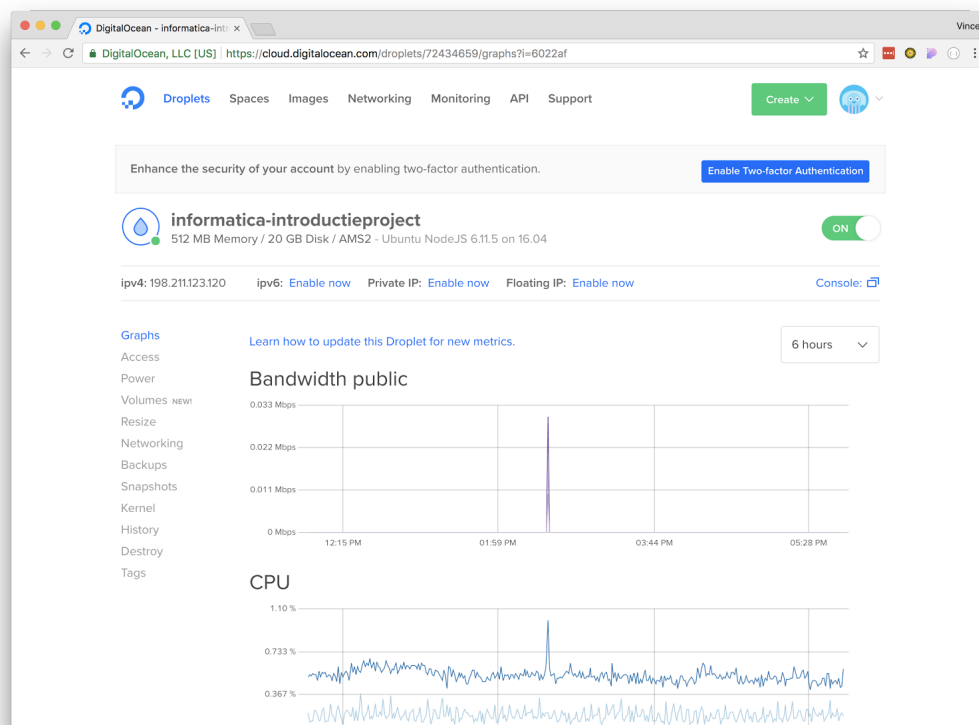 DigitalOcean - informatica-intr
Vince
DigitalOcean, LLC [US] https://cloud.digitalocean.com/droplets/72434659/graphs?i=6022af
Droplets Spaces Images Networking Monitoring API Support Create
Enhance the security of your account by enabling two-factor authentication. Enable Two-factor Authentication
informatica-introductieproject
512 MB Memory / 20 GB Disk / AMS2 - Ubuntu NodeJS 6.11.5 on 16.04
ON
ipv4: 198.211.123.120 ipv6: Enable now Private IP: Enable now Floating IP: Enable now Console:
Graphs
Access
Power
Volumes NEW!
Resize
Networking
Backups
Snapshots
Kernel
History
Destroy
Tags
Learn how to update this Droplet for new metrics.
6 hours
Bandwidth public
0.033 Mbps
0.022 Mbps
0.011 Mbps
0 Mbps
12:15 PM 01:59 PM 03:44 PM 05:28 PM
CPU
1.10 %
0.733 %
0.367 %